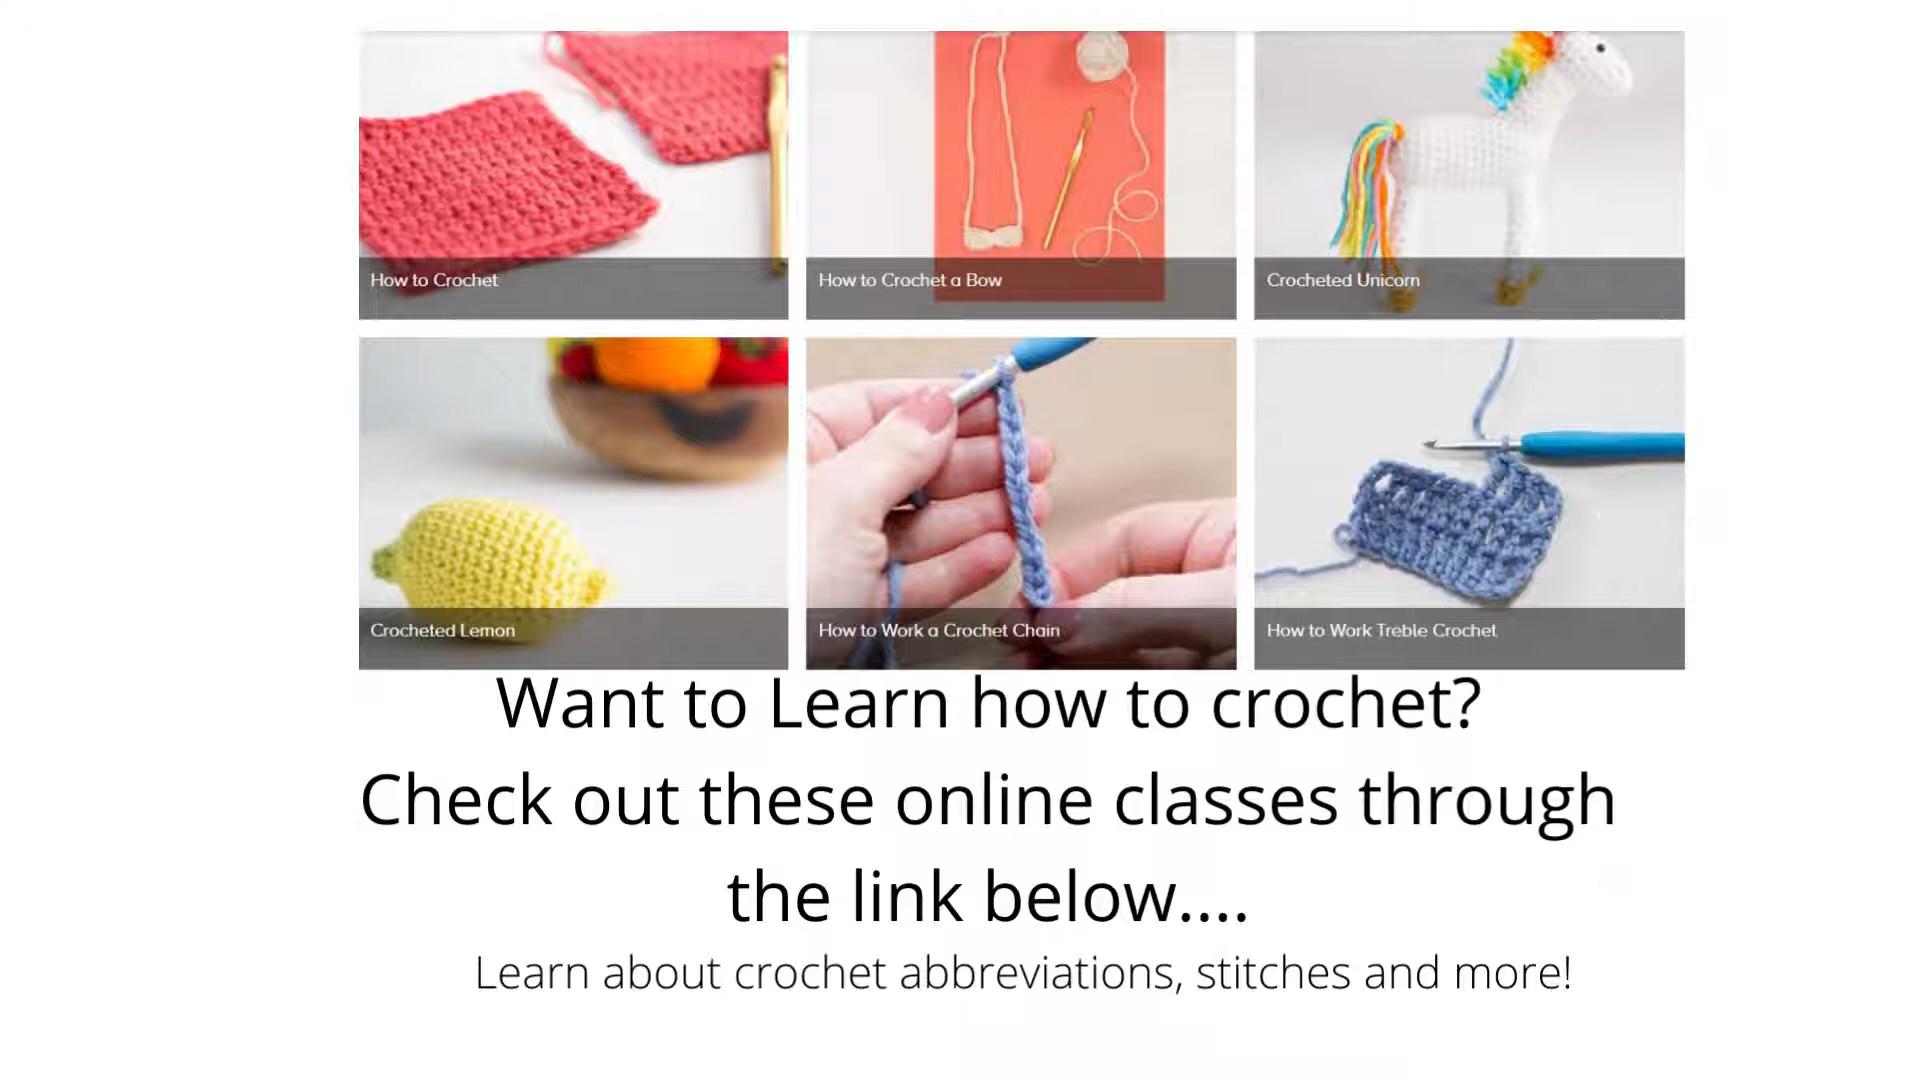 How to Crochet
How to Crochet a Bow
Crocheted Unicorn
Crocheted Lemon
How to Work a Crochet Chain
How to Work Treble Crochet
Want to Learn how to crochet?
Check out these online classes through
the link below....
Learn about crochet abbreviations, stitches and more!